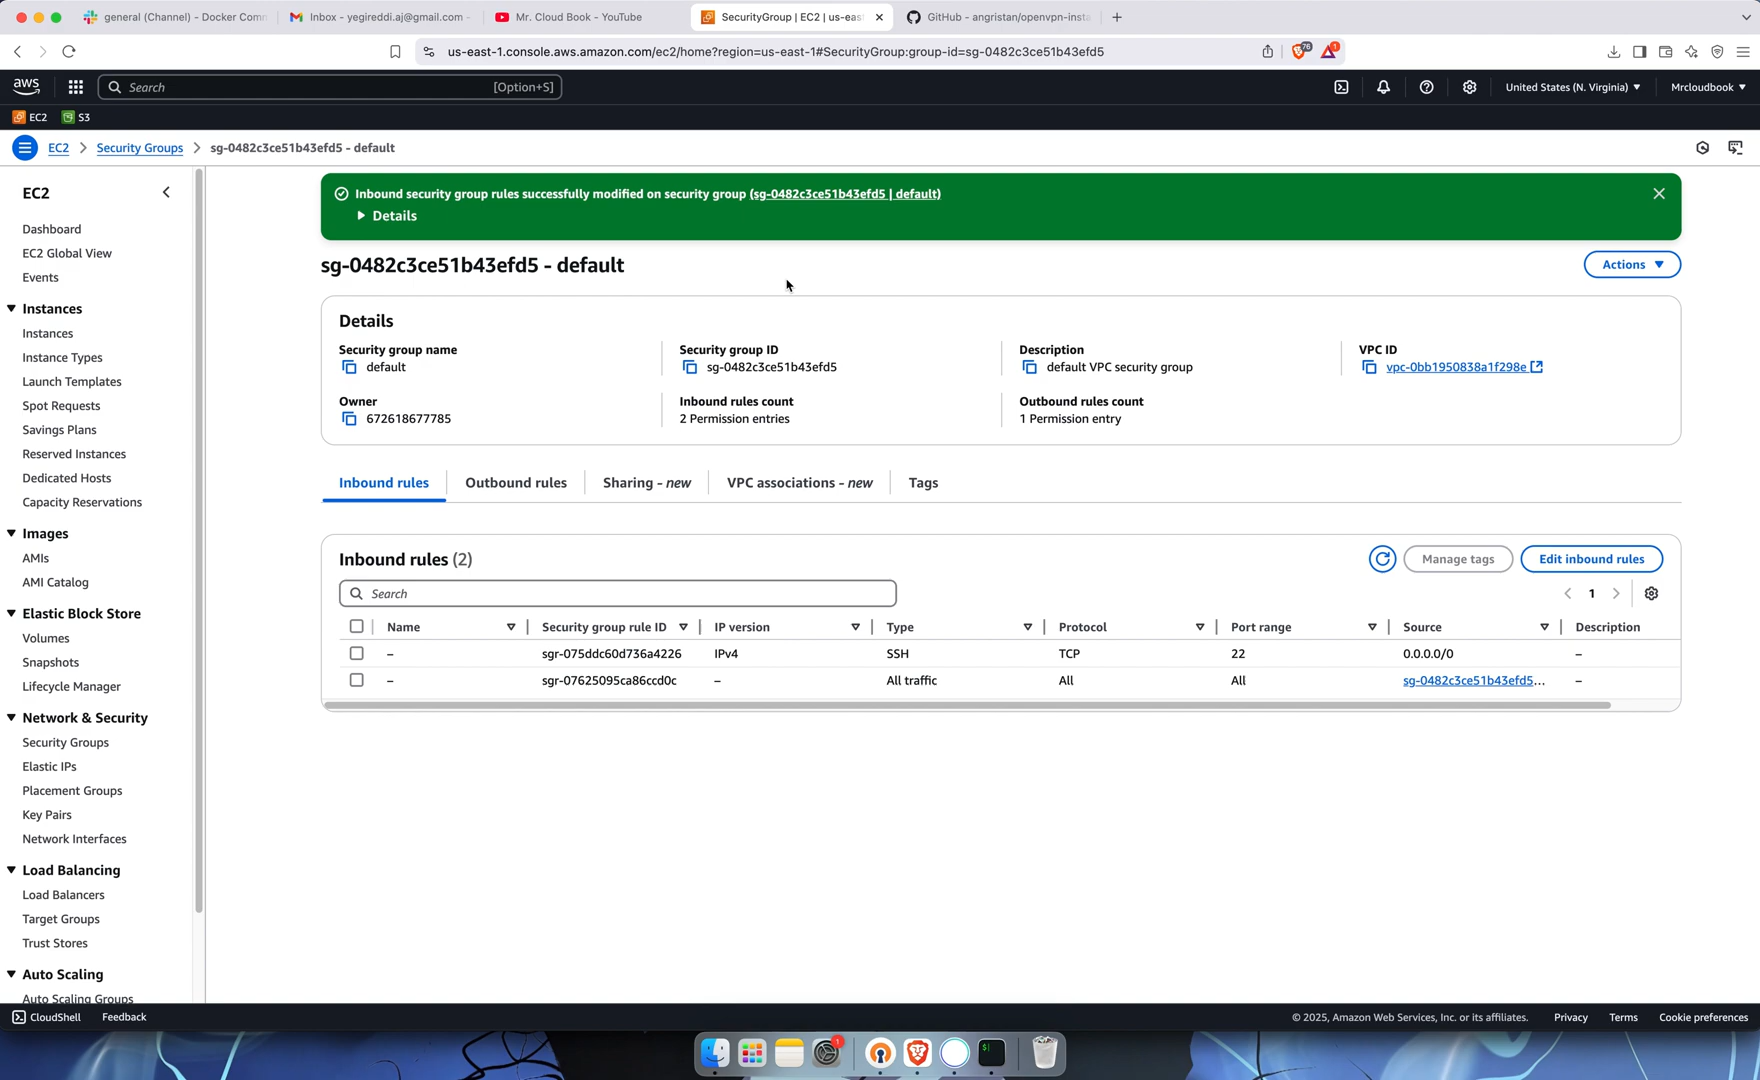 general (Channel) - Docker Comm
Inbox - yegireddi.aj@gmail.com -
Mr. Cloud Book - YouTube
SecurityGroup | EC2 | us-eas
GitHub - angristan/openvpn-insta
us-east-1.console.aws.amazon.com/ec2/home?region=us-east-1#SecurityGroup:group-id=sg-0482c3ce51b43efd5
76
1
aws
Search
[Option+S]
United States (N. Virginia)
Mrcloudbook
EC2
S3
EC2
Security Groups
sg-0482c3ce51b43efd5 - default
EC2
Dashboard
EC2 Global View
Events
Instances
Instances
Instance Types
Launch Templates
Spot Requests
Savings Plans
Reserved Instances
Dedicated Hosts
Capacity Reservations
Images
AMIs
AMI Catalog
Elastic Block Store
Volumes
Snapshots
Lifecycle Manager
Network & Security
Security Groups
Elastic IPs
Placement Groups
Key Pairs
Network Interfaces
Load Balancing
Load Balancers
Target Groups
Trust Stores
Auto Scaling
Auto Scaling Groups
Inbound security group rules successfully modified on security group (sg-0482c3ce51b43efd5 | default)
Details
sg-0482c3ce51b43efd5 - default
Actions
Details
Security group name
default
Security group ID
sg-0482c3ce51b43efd5
Description
default VPC security group
VPC ID
vpc-0bb1950838a1f298e
Owner
672618677785
Inbound rules count
2 Permission entries
Outbound rules count
1 Permission entry
Inbound rules
Outbound rules
Sharing - new
VPC associations - new
Tags
Inbound rules (2)
Manage tags
Edit inbound rules
Search
1
Name
Security group rule ID
IP version
Type
Protocol
Port range
Source
Description
– sgr-075ddc60d736a4226 IPv4 SSH TCP 22 0.0.0.0/0 –
– sgr-07625095ca86ccd0c – All traffic All All sg-0482c3ce51b43efd5... –
CloudShell
Feedback
© 2025, Amazon Web Services, Inc. or its affiliates.
Privacy
Terms
Cookie preferences
1
$